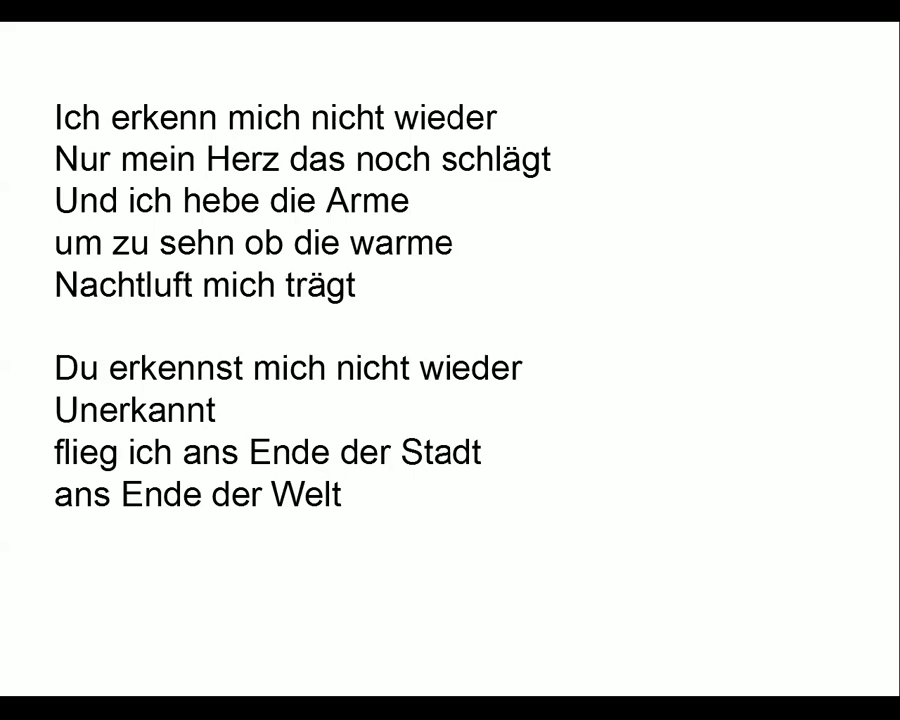 Ich erkenn mich nicht wieder
Nur mein Herz das noch schlägt
Und ich hebe die Arme
um zu sehn ob die warme
Nachtluft mich trägt
Du erkennst mich nicht wieder
Unerkannt
flieg ich ans Ende der Stadt
ans Ende der Welt